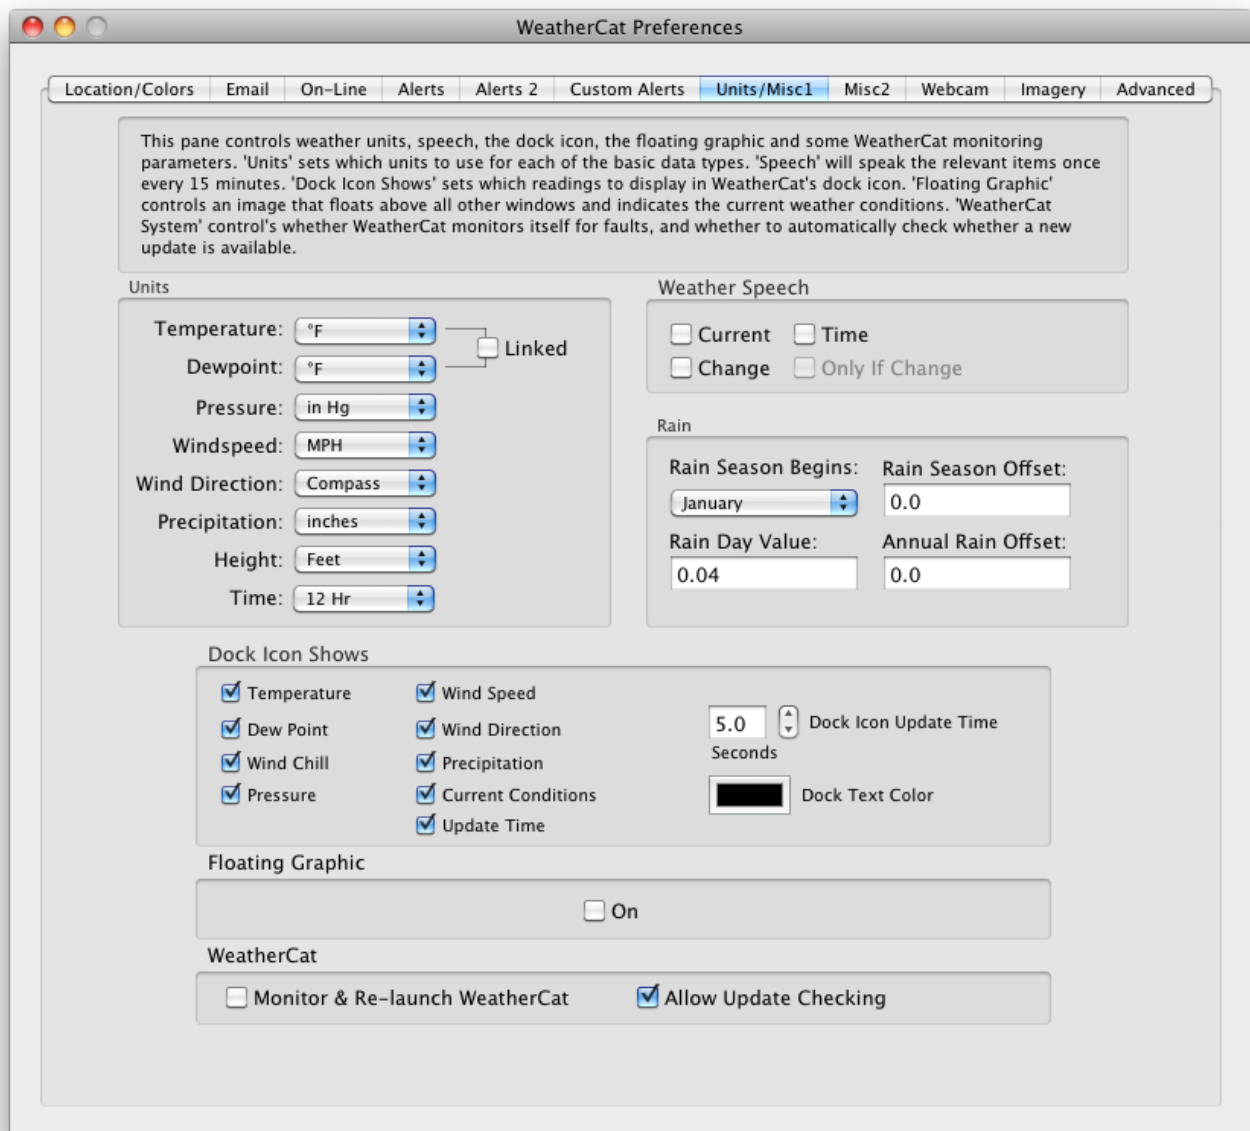 WeatherCat Preferences
Location/Colors Email On-Line Alerts Alerts 2 Custom Alerts Units/Misc1 Misc2 Webcam Imagery Advanced
This pane controls weather units, speech, the dock icon, the floating graphic and some WeatherCat monitoring
parameters. 'Units' sets which units to use for each of the basic data types. 'Speech' will speak the relevant items once
every 15 minutes. 'Dock Icon Shows' sets which readings to display in WeatherCat's dock icon. 'Floating Graphic'
controls an image that floats above all other windows and indicates the current weather conditions. 'WeatherCat
System' control's whether WeatherCat monitors itself for faults, and whether to automatically check whether a new
update is available.
Units
Temperature: °F
Linked
Dewpoint: °F
Pressure: in Hg
Windspeed: MPH
Wind Direction: Compass
Precipitation: inches
Height: Feet
Time: 12 Hr
Weather Speech
Current Time
Change Only If Change
Rain
Rain Season Begins: Rain Season Offset:
January 0.0
Rain Day Value: Annual Rain Offset:
0.04 0.0
Dock Icon Shows
Temperature Wind Speed
Dew Point Wind Direction
Wind Chill Precipitation
Pressure Current Conditions
Update Time
5.0 Dock Icon Update Time
Seconds
Dock Text Color
Floating Graphic
On
WeatherCat
Monitor & Re-launch WeatherCat Allow Update Checking